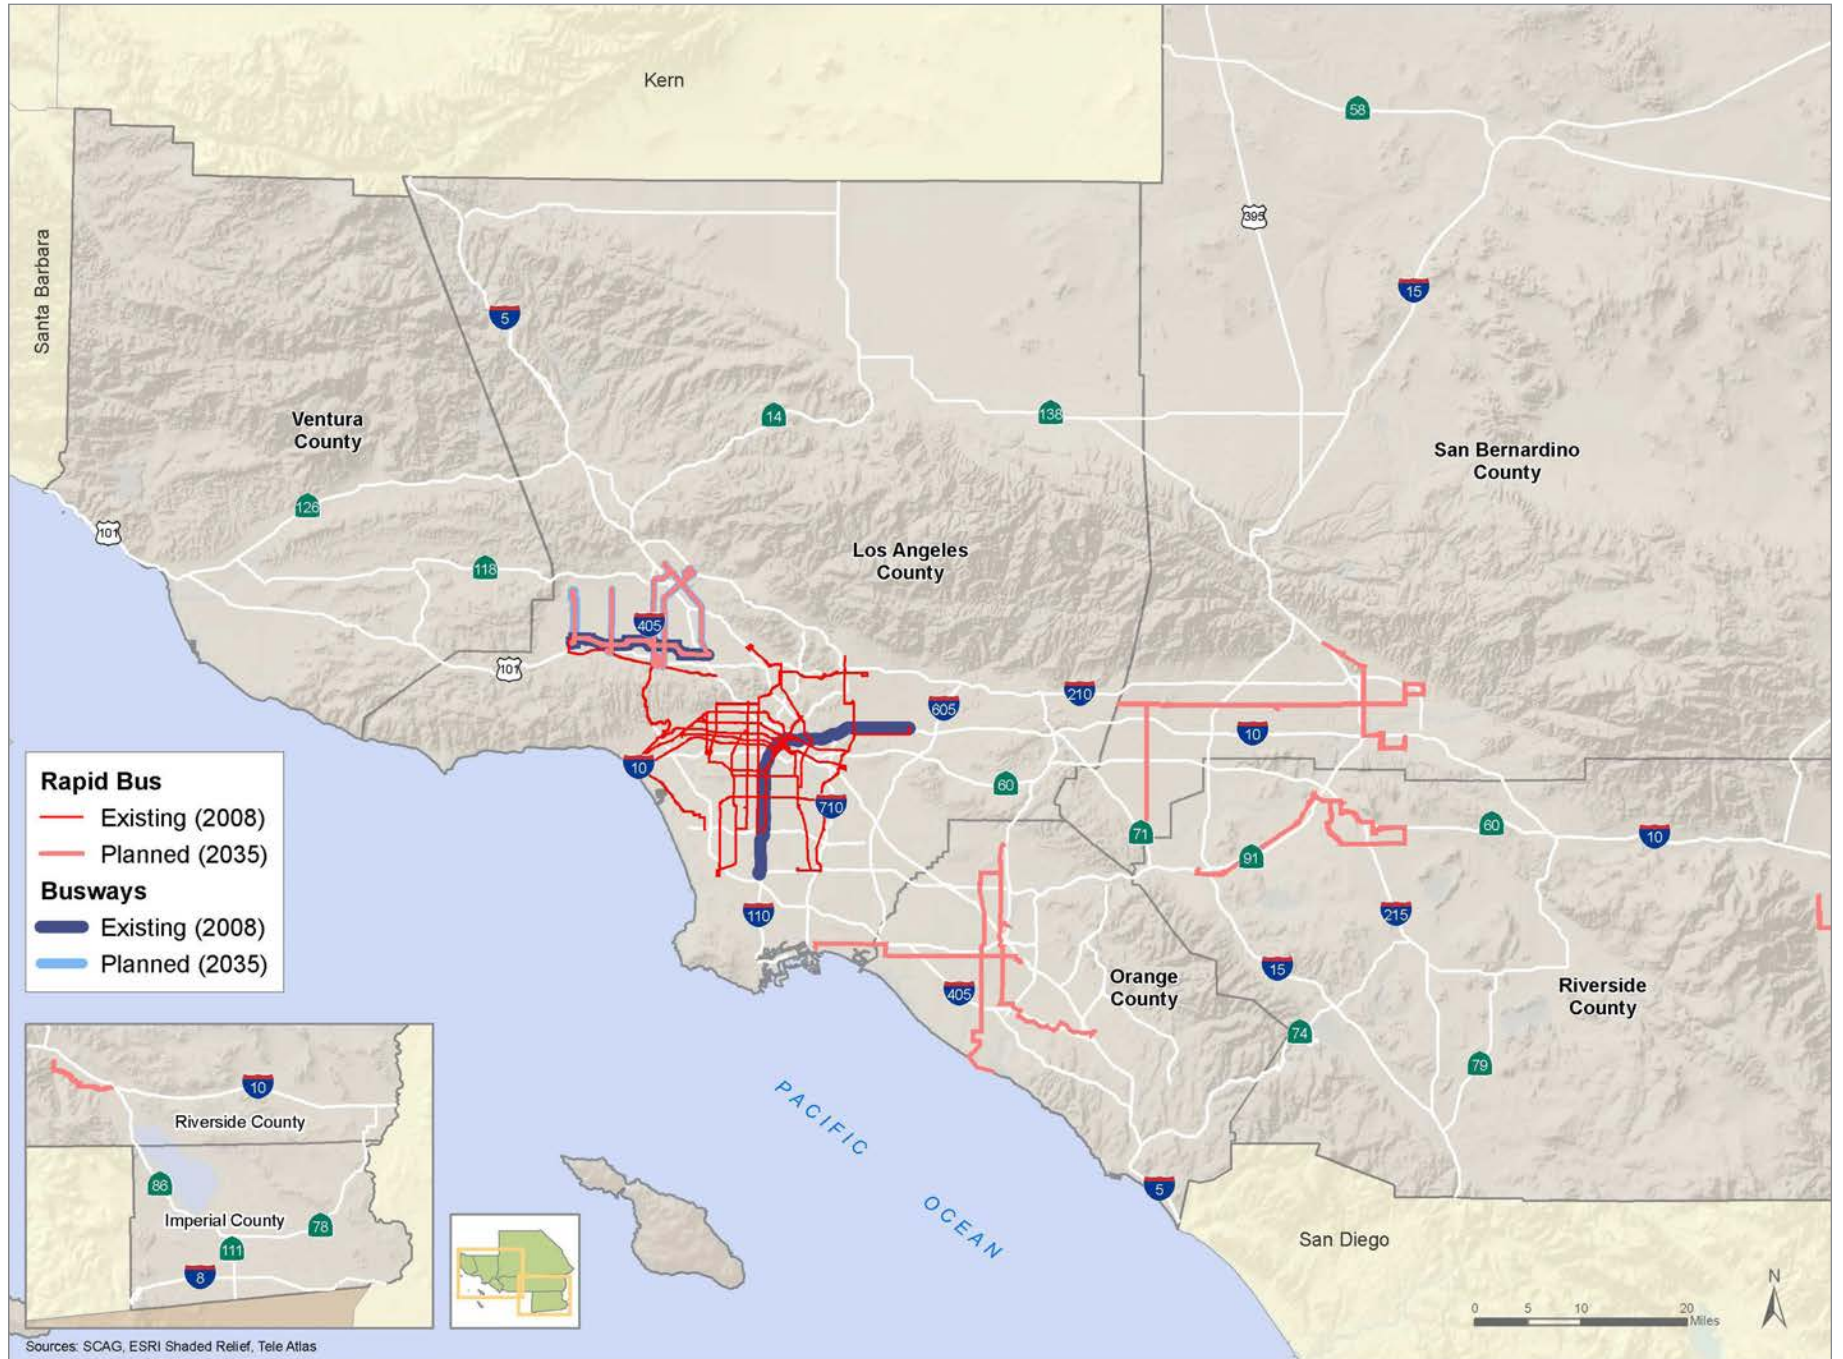 Kern
58
395
Santa Barbara
5
15
Ventura
County
14
138
San Bernardino
County
126
101
118
Los Angeles
County
405
101
210
605
10
10
60
710
71
60
10
91
110
215
405
15
Orange
County
Riverside
County
74
79
5
PACIFIC
OCEAN
San Diego
Rapid Bus
Existing (2008)
Planned (2035)
Busways
Existing (2008)
Planned (2035)
10
Riverside County
86
Imperial County
78
111
8
N
0 5 10 20
Miles
Sources: SCAG, ESRI Shaded Relief, Tele Atlas